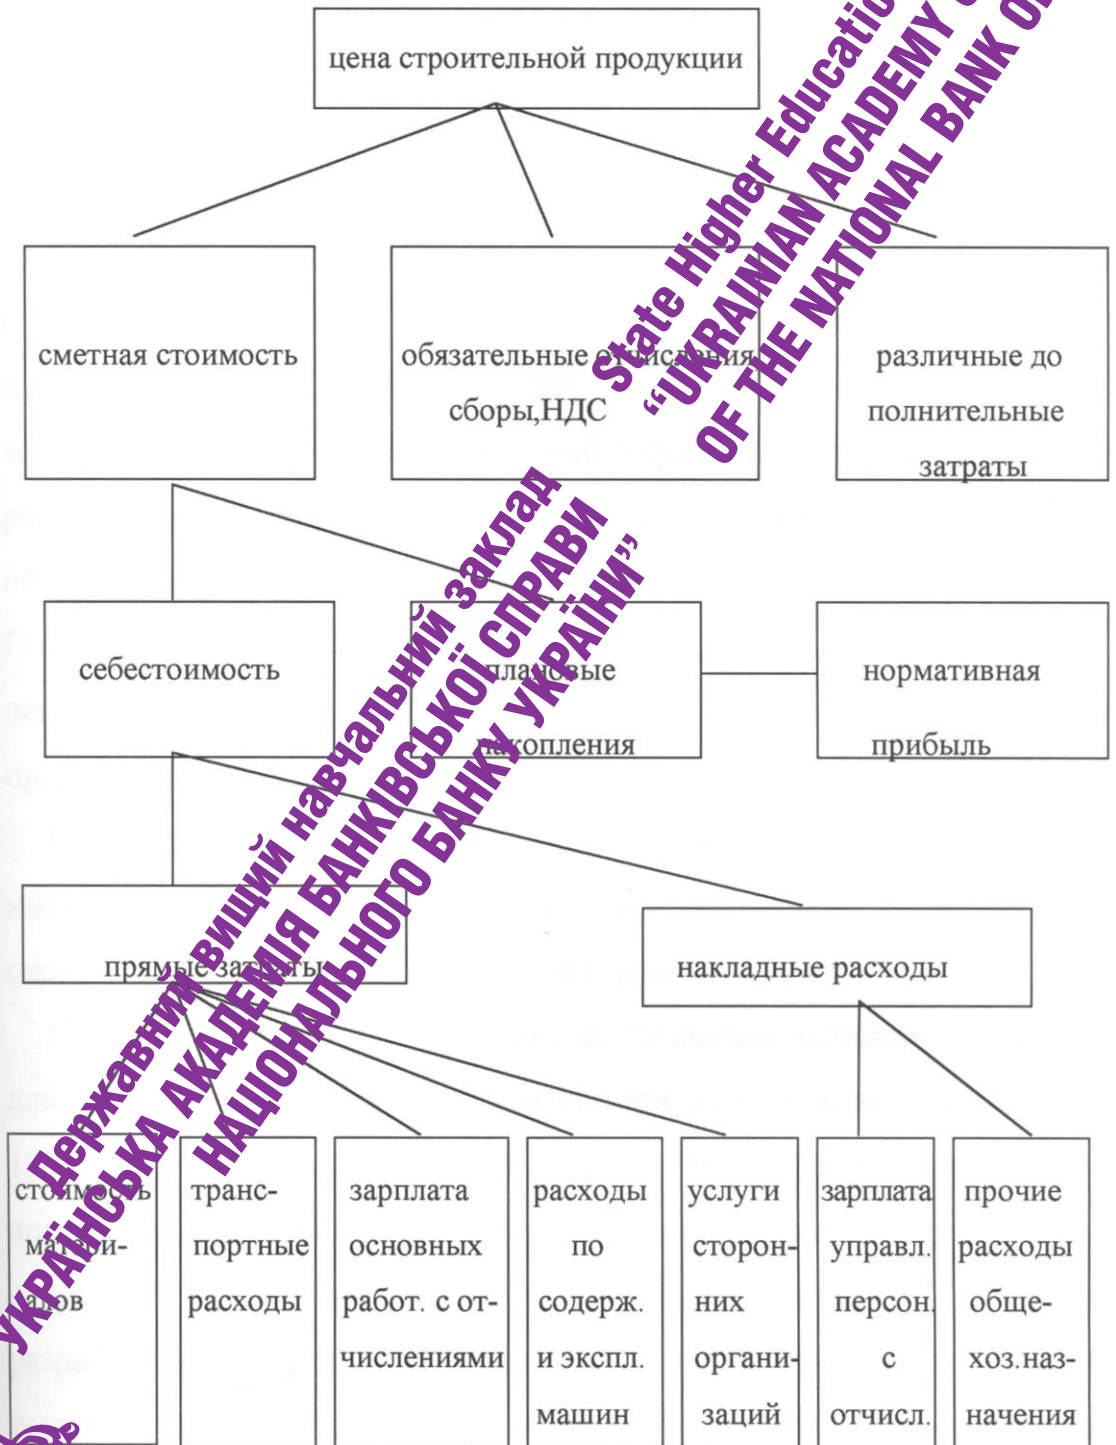 цена строительной продукции
сметная стоимость
обязательные отчисления
сборы,НДС
различные до
полнительные
затраты
себестоимость
плановые
накопления
нормативная
прибыль
прямые затраты
накладные расходы
стоимость
матери-
алов
транс-
портные
расходы
зарплата
основных
работ. с от-
числениями
расходы
по
содерж.
и экспл.
машин
услуги
сторон-
них
органи-
заций
зарплата
управл.
персон.
с
отчисл.
прочие
расходы
обще-
хоз.наз-
начения
Державний вищий навчальний заклад
УКРАЇНСЬКА АКАДЕМІЯ БАНКІВСЬКОЇ СПРАВИ
НАЦІОНАЛЬНОГО БАНКУ УКРАЇНИ”
State Higher
“UKRAINIAN ACADEMY
OF THE NATIONAL BANK